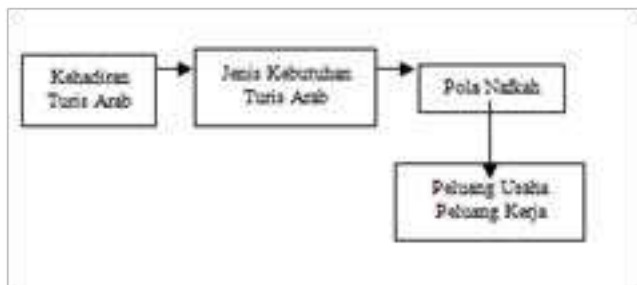 Kehadiran
Turis Arab
Jenis Kebutuhan
Turis Arab
Pola Nafkah
Peluang Usaha
Peluang Kerja